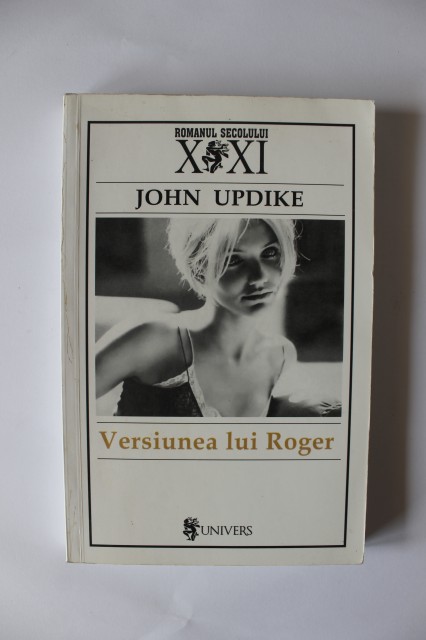 ROMANUL SECOLULUI
XXI
JOHN UPDIKE
Versiunea lui Roger
UNIVERS